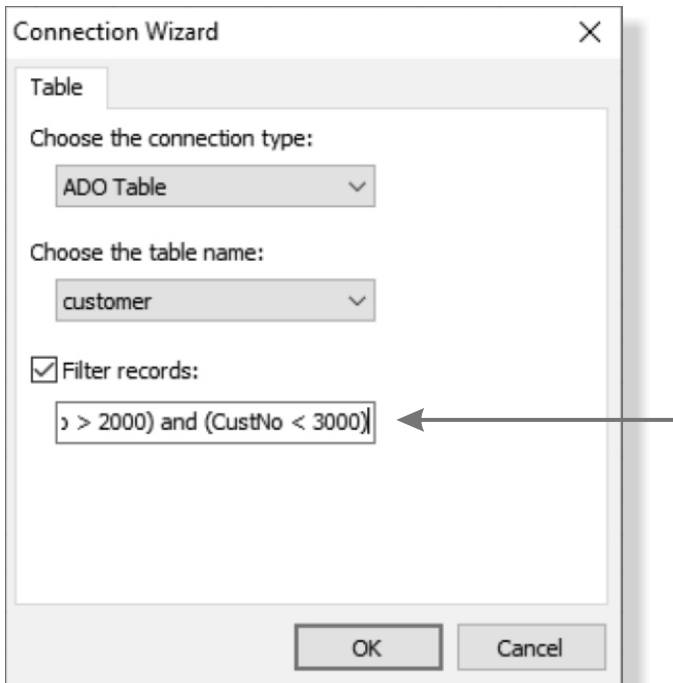 Connection Wizard
Table
Choose the connection type:
ADO Table
Choose the table name:
customer
Filter records:
> 2000) and (CustNo < 3000)
OK
Cancel